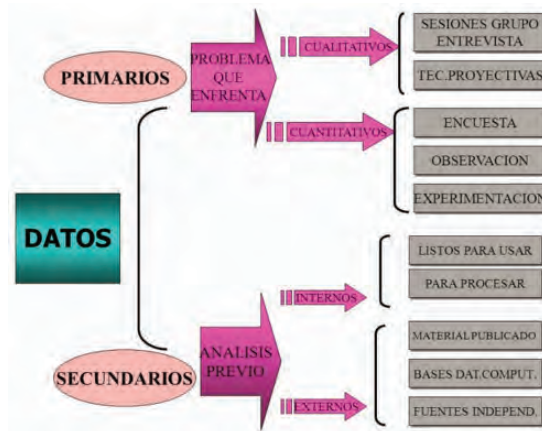 DATOS
PRIMARIOS
PROBLEMA
QUE
ENFRENTA
CUALITATIVOS
SESIONES GRUPO
ENTREVISTA
TEC.PROYECTIVAS
CUANTITATIVOS
ENCUESTA
OBSERVACION
EXPERIMENTACION
SECUNDARIOS
ANALISIS
PREVIO
INTERNOS
LISTOS PARA USAR
PARA PROCESAR
EXTERNOS
MATERIAL PUBLICADO
BASES DAT.COMPUT.
FUENTES INDEPEND.